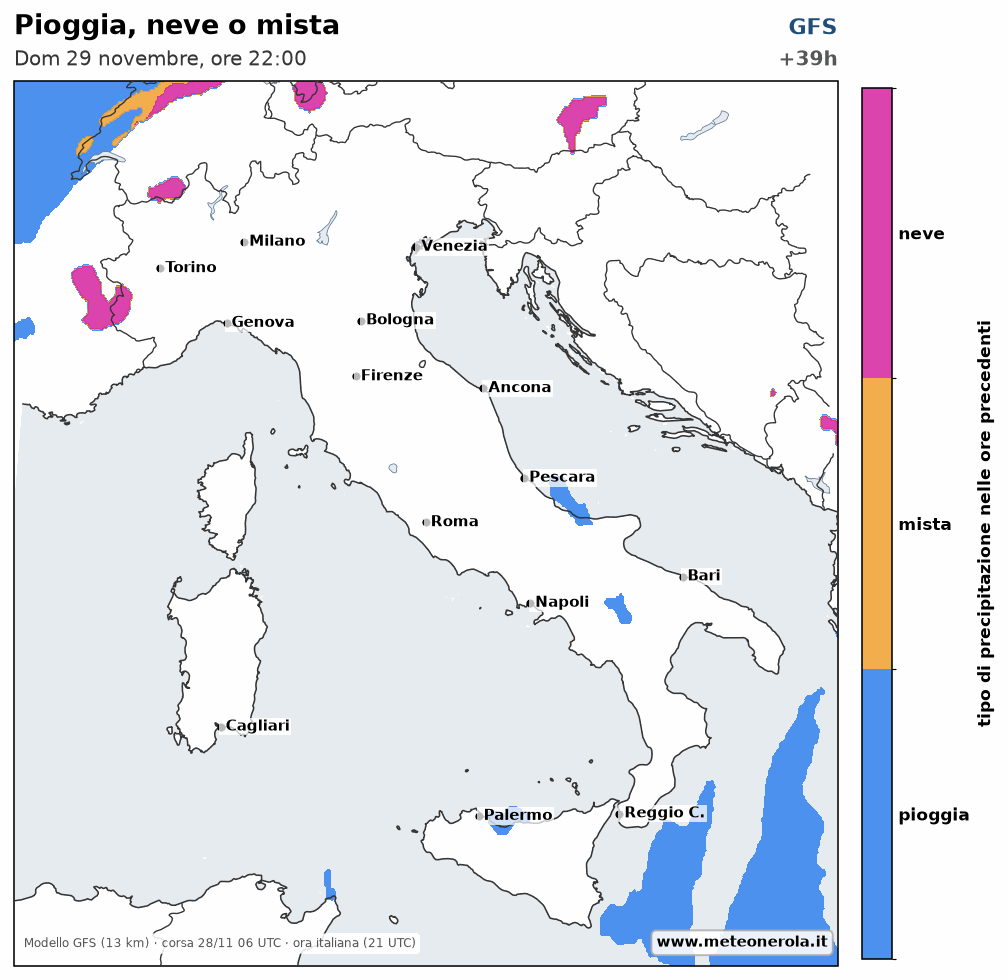 Pioggia, neve o mista
GFS
Dom 29 novembre, ore 22:00
+39h
neve
Milano
Venezia
Torino
Genova
Bologna
Firenze
Ancona
Pescara
mista
Roma
Bari
Napoli
tipo di precipitazione nelle ore precedenti
Cagliari
Palermo
Reggio C.
pioggia
Modello GFS (13 km) · corsa 28/11 06 UTC · ora italiana (21 UTC)
www.meteonerola.it